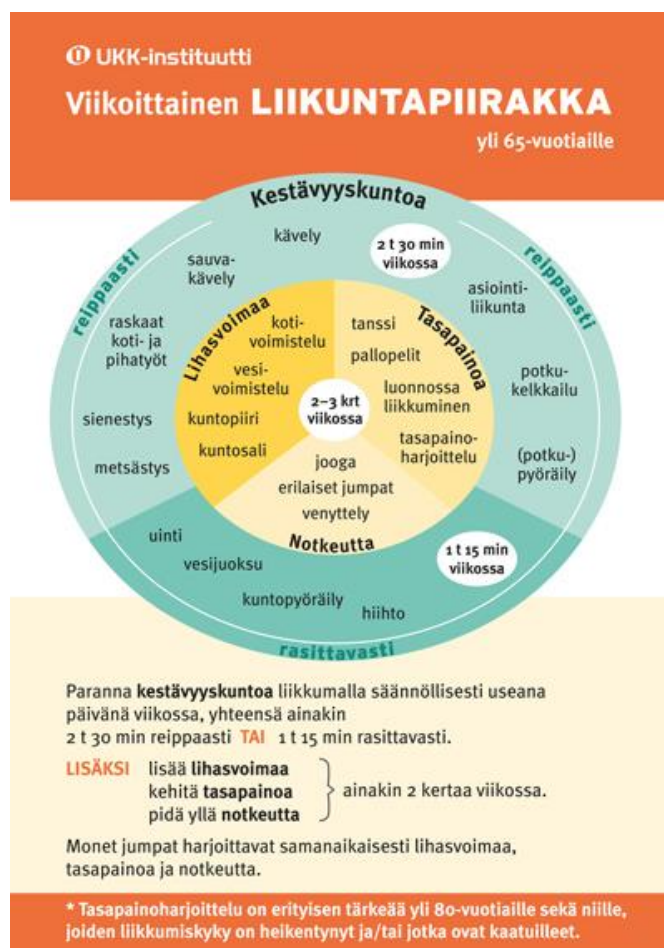 UKK-instituutti
Viikoittainen LIIKUNTAPIIRAKKA
yli 65-vuotiaille
Kestävyyskuntoa
reippaasti
reippaasti
kävely
2 t 30 min
viikossa
sauva-
kävely
asiointi-
liikunta
raskaat
koti- ja
pihatyöt
potku-
kelkkailu
sienestys
metsästys
(potku-)
pyöräily
Lihasvoimaa
koti-
voimistelu
vesi-
voimistelu
kuntopiiri
kuntosali
Tasapainoa
tanssi
pallopelit
luonnossa
liikkuminen
tasapaino-
harjoittelu
2–3 krt
viikossa
jooga
erilaiset jumpat
venyttely
Notkeutta
uinti
vesijuoksu
kuntopyöräily
hiihto
1 t 15 min
viikossa
rasittavasti
Paranna kestävyyskuntoa liikkumalla säännöllisesti useana
päivänä viikossa, yhteensä ainakin
2 t 30 min reippaasti TAI 1 t 15 min rasittavasti.
LISÄKSI lisää lihasvoimaa
kehitä tasapainoa
pidä yllä notkeutta
ainakin 2 kertaa viikossa.
Monet jumpat harjoittavat samanaikaisesti lihasvoimaa,
tasapainoa ja notkeutta.
* Tasapainoharjoittelu on erityisen tärkeää yli 80-vuotiaille sekä niille,
joiden liikkumiskyky on heikentynyt ja/tai jotka ovat kaatuilleet.